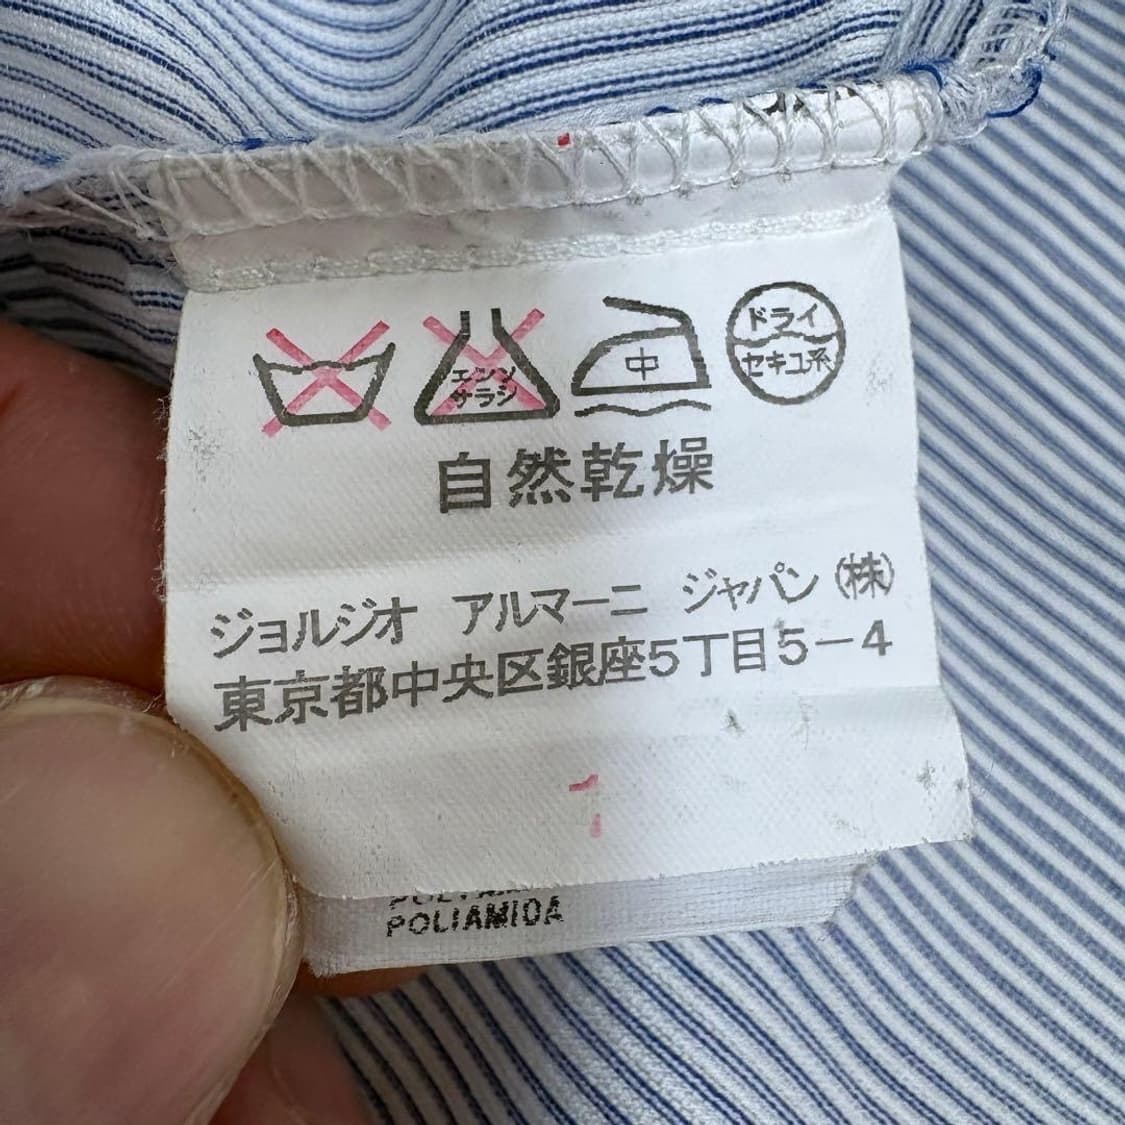 エンソ
サラシ
中
ドライ
セキユ系
自然乾燥
ジョルジオ アルマーニ ジャパン(株)
東京都中央区銀座5丁目5-4
1
POLIAMIDA